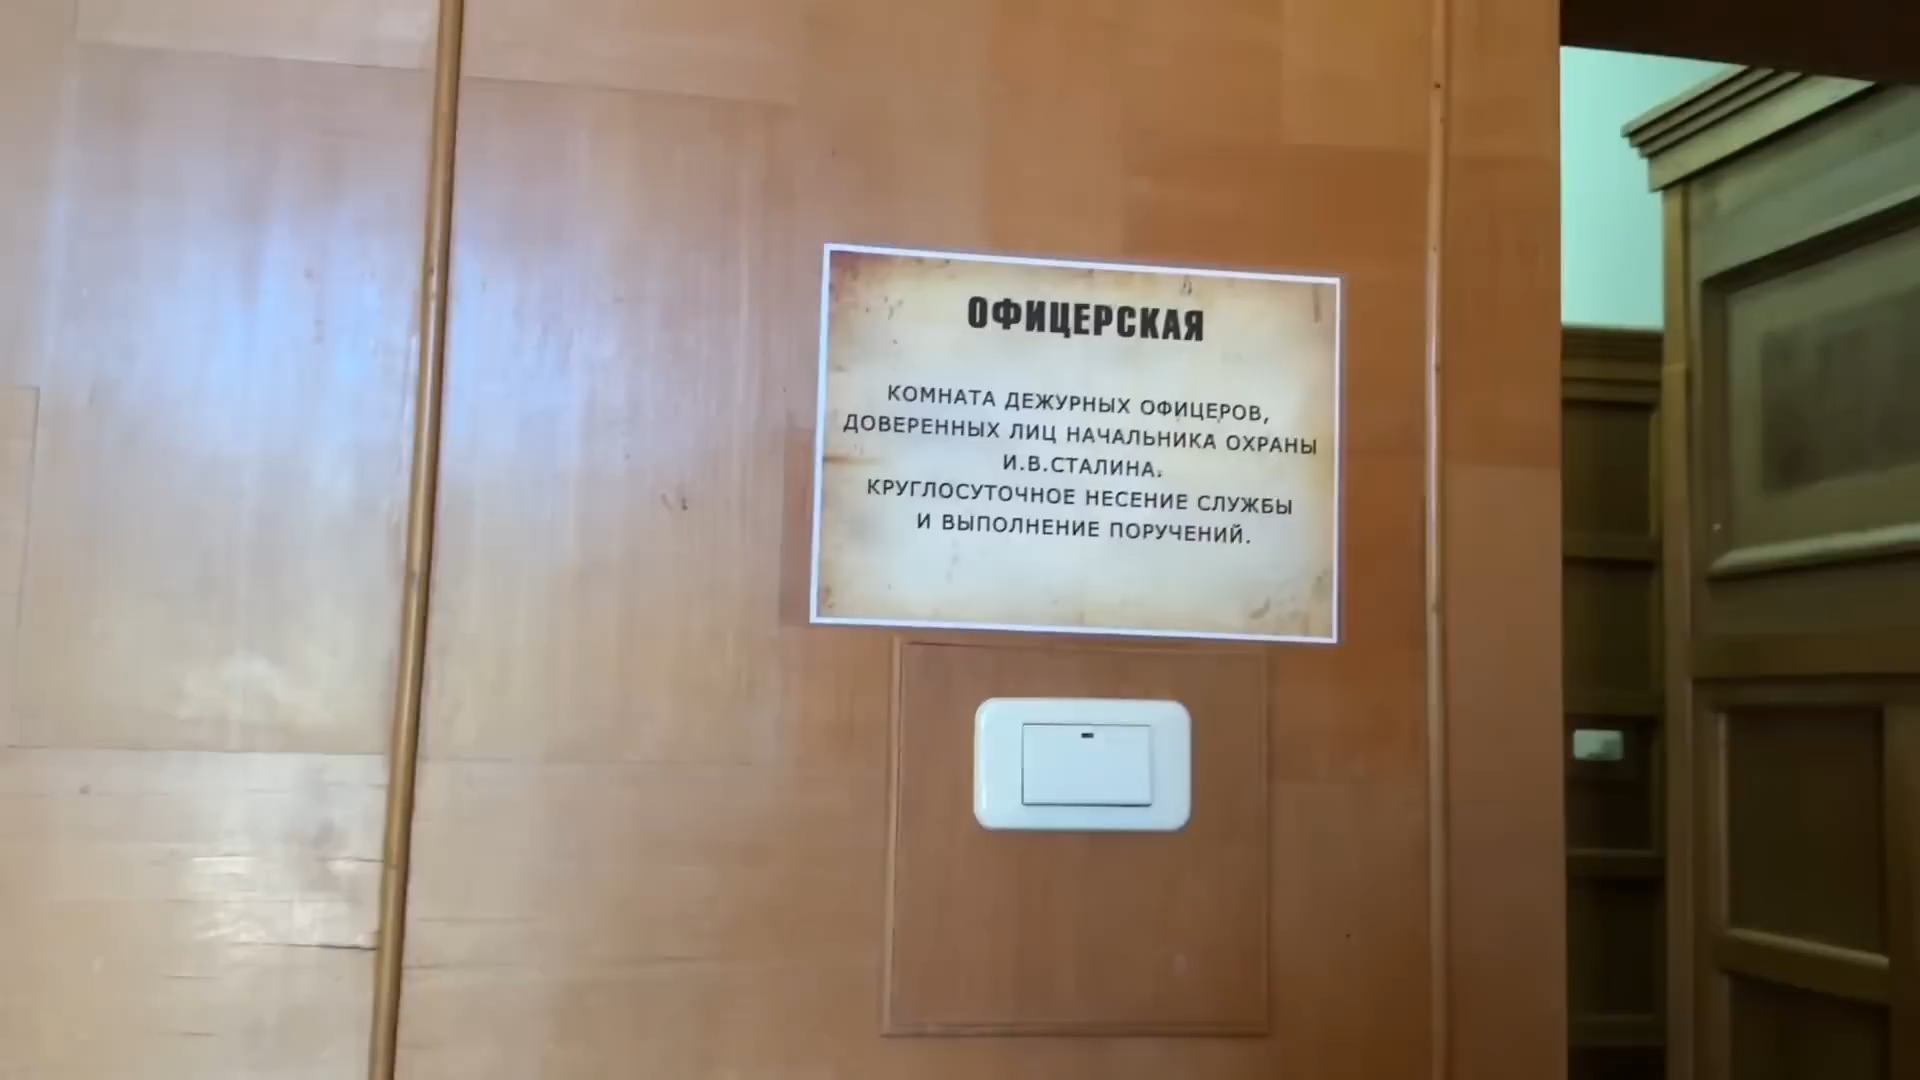 ОФИЦЕРСКАЯ
КОМНАТА ДЕЖУРНЫХ ОФИЦЕРОВ,
ДОВЕРЕННЫХ ЛИЦ НАЧАЛЬНИКА ОХРАНЫ
И.В.СТАЛИНА.
КРУГЛОСУТОЧНОЕ НЕСЕНИЕ СЛУЖБЫ
И ВЫПОЛНЕНИЕ ПОРУЧЕНИЙ.